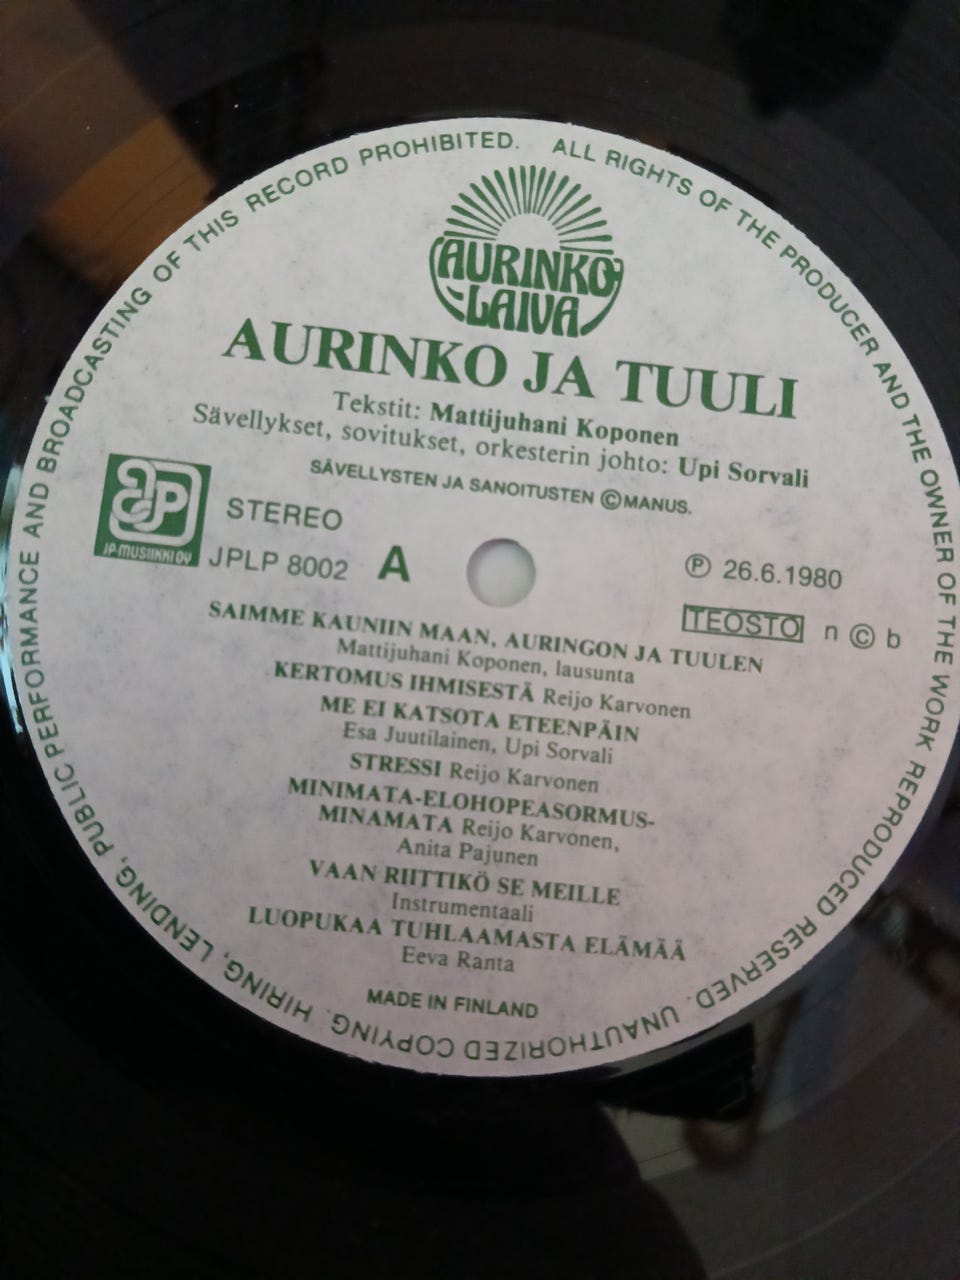 ALL RIGHTS OF THE PRODUCER AND THE OWNER OF THE WORK REPRODUCED RESERVED. UNAUTHORIZED COPYING, HIRING, LENDING, PUBLIC PERFORMANCE AND BROADCASTING OF THIS RECORD PROHIBITED.
AURINKO
-LAIVA
AURINKO JA TUULI
Tekstit: Mattijuhani Koponen
Sävellykset, sovitukset, orkesterin johto: Upi Sorvali
SÄVELLYSTEN JA SANOITUSTEN ©MANUS.
JP
JP-MUSIIKKI OY
STEREO
JPLP 8002 A
℗ 26.6.1980
TEOSTO n © b
SAIMME KAUNIIN MAAN, AURINGON JA TUULEN
Mattijuhani Koponen, lausunta
KERTOMUS IHMISESTÄ Reijo Karvonen
ME EI KATSOTA ETEENPÄIN
Esa Juutilainen, Upi Sorvali
STRESSI Reijo Karvonen
MINIMATA-ELOHOPEASORMUS-
MINAMATA Reijo Karvonen,
Anita Pajunen
VAAN RIITTIKÖ SE MEILLE
Instrumentaali
LUOPUKAA TUHLAAMASTA ELÄMÄÄ
Eeva Ranta
MADE IN FINLAND